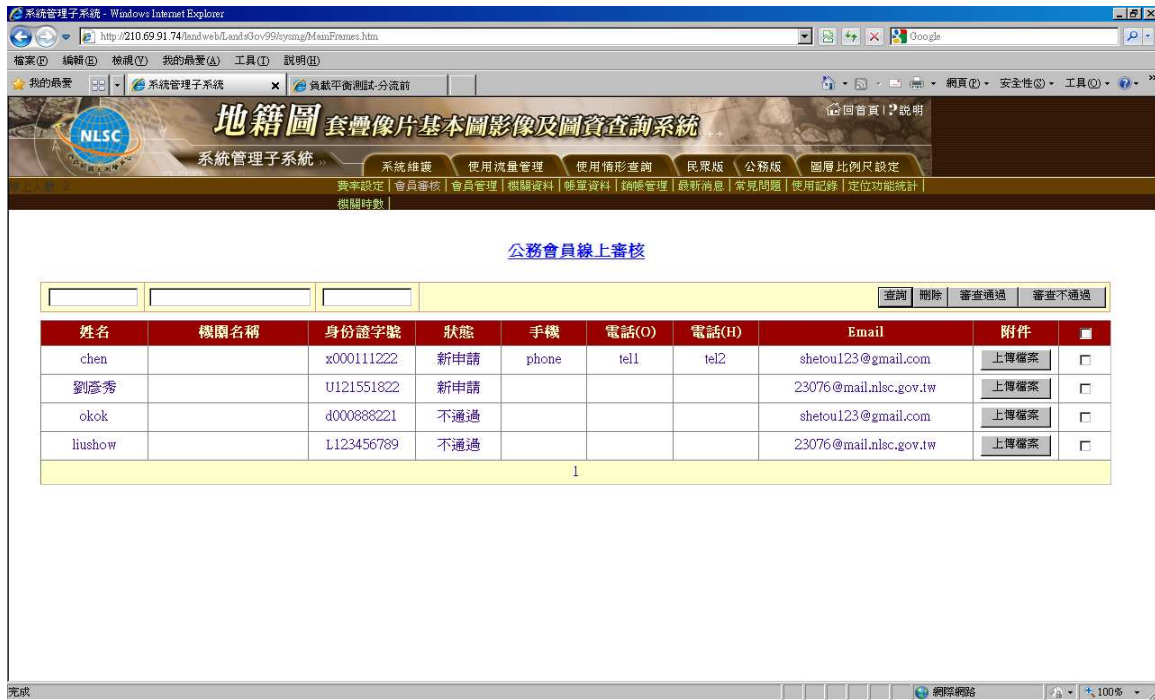 系統管理子系統 - Windows Internet Explorer
http://210.69.91.74/landweb/LandsGov99/sysmg/MainFrames.htm
Google
檔案(F) 編輯(E) 檢視(V) 我的最愛(A) 工具(T) 說明(H)
我的最愛 系統管理子系統 負載平衡測試-分流前 網頁(P) 安全性(S) 工具(O)
NLSC
地籍圖 套疊像片基本圖影像及圖資查詢系統
回首頁 | 說明
系統管理子系統 »
系統維護 使用流量管理 使用情形查詢 民眾版 公務版 圖層比例尺設定
費率設定 | 會員審核 | 會員管理 | 機關資料 | 帳單資料 | 銷帳管理 | 最新消息 | 常見問題 | 使用記錄 | 定位功能統計 |
機關時數 |
公務會員線上審核
查詢 刪除 審查通過 審查不通過
姓名 機關名稱 身份證字號 狀態 手機 電話(O) 電話(H) Email 附件
chen x000111222 新申請 phone tel1 tel2 shetou123@gmail.com 上傳檔案
劉彥秀 U121551822 新申請 23076@mail.nlsc.gov.tw 上傳檔案
okok d000888221 不通過 shetou123@gmail.com 上傳檔案
liushow L123456789 不通過 23076@mail.nlsc.gov.tw 上傳檔案
1
完成 網際網路 100%